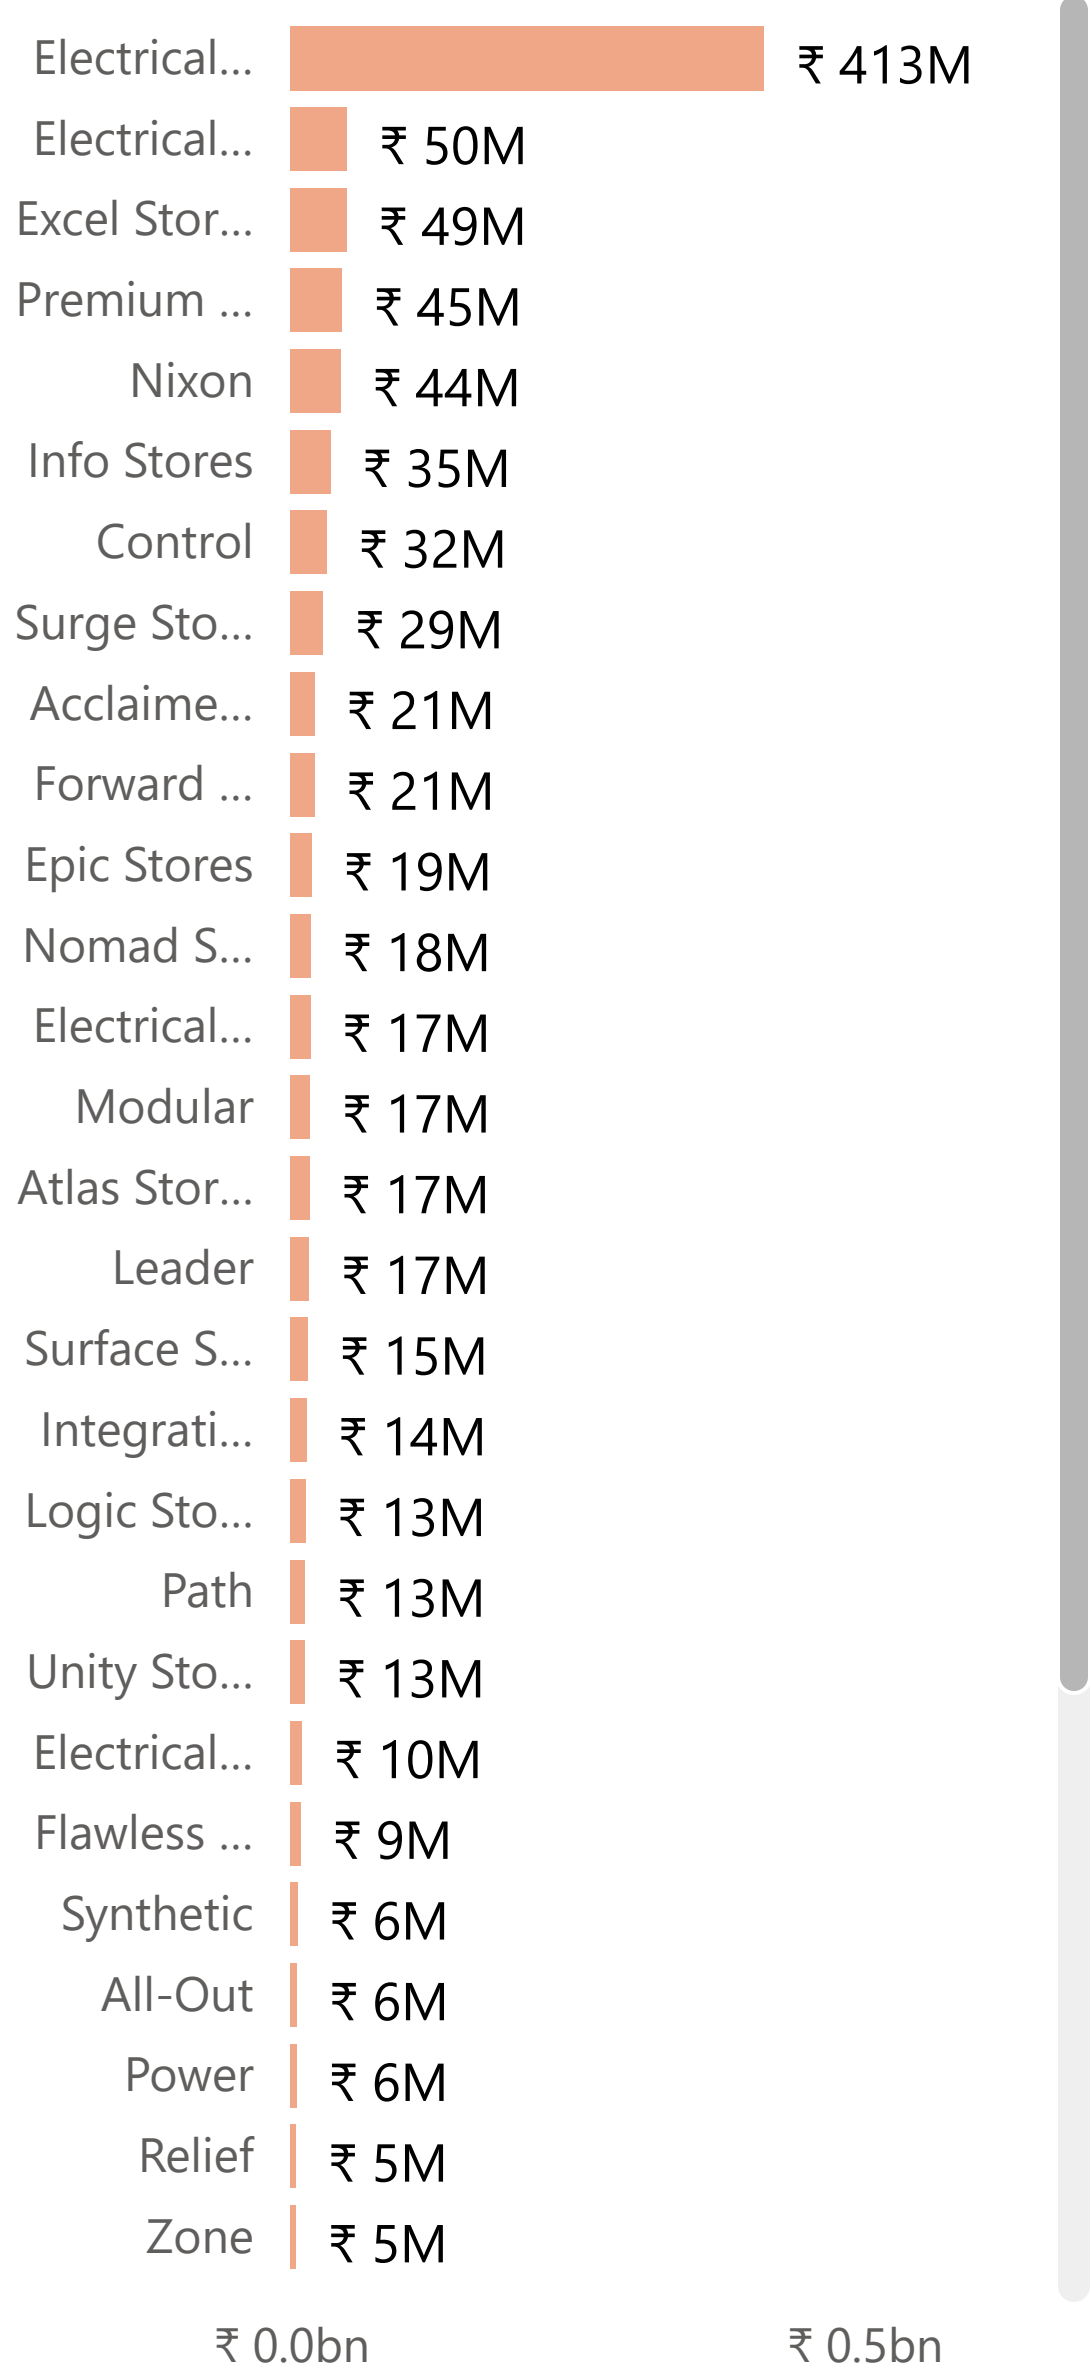 Electrical... ₹ 413M
Electrical... ₹ 50M
Excel Stor... ₹ 49M
Premium ... ₹ 45M
Nixon ₹ 44M
Info Stores ₹ 35M
Control ₹ 32M
Surge Sto... ₹ 29M
Acclaime... ₹ 21M
Forward ... ₹ 21M
Epic Stores ₹ 19M
Nomad S... ₹ 18M
Electrical... ₹ 17M
Modular ₹ 17M
Atlas Stor... ₹ 17M
Leader ₹ 17M
Surface S... ₹ 15M
Integrati... ₹ 14M
Logic Sto... ₹ 13M
Path ₹ 13M
Unity Sto... ₹ 13M
Electrical... ₹ 10M
Flawless ... ₹ 9M
Synthetic ₹ 6M
All-Out ₹ 6M
Power ₹ 6M
Relief ₹ 5M
Zone ₹ 5M
₹ 0.0bn ₹ 0.5bn